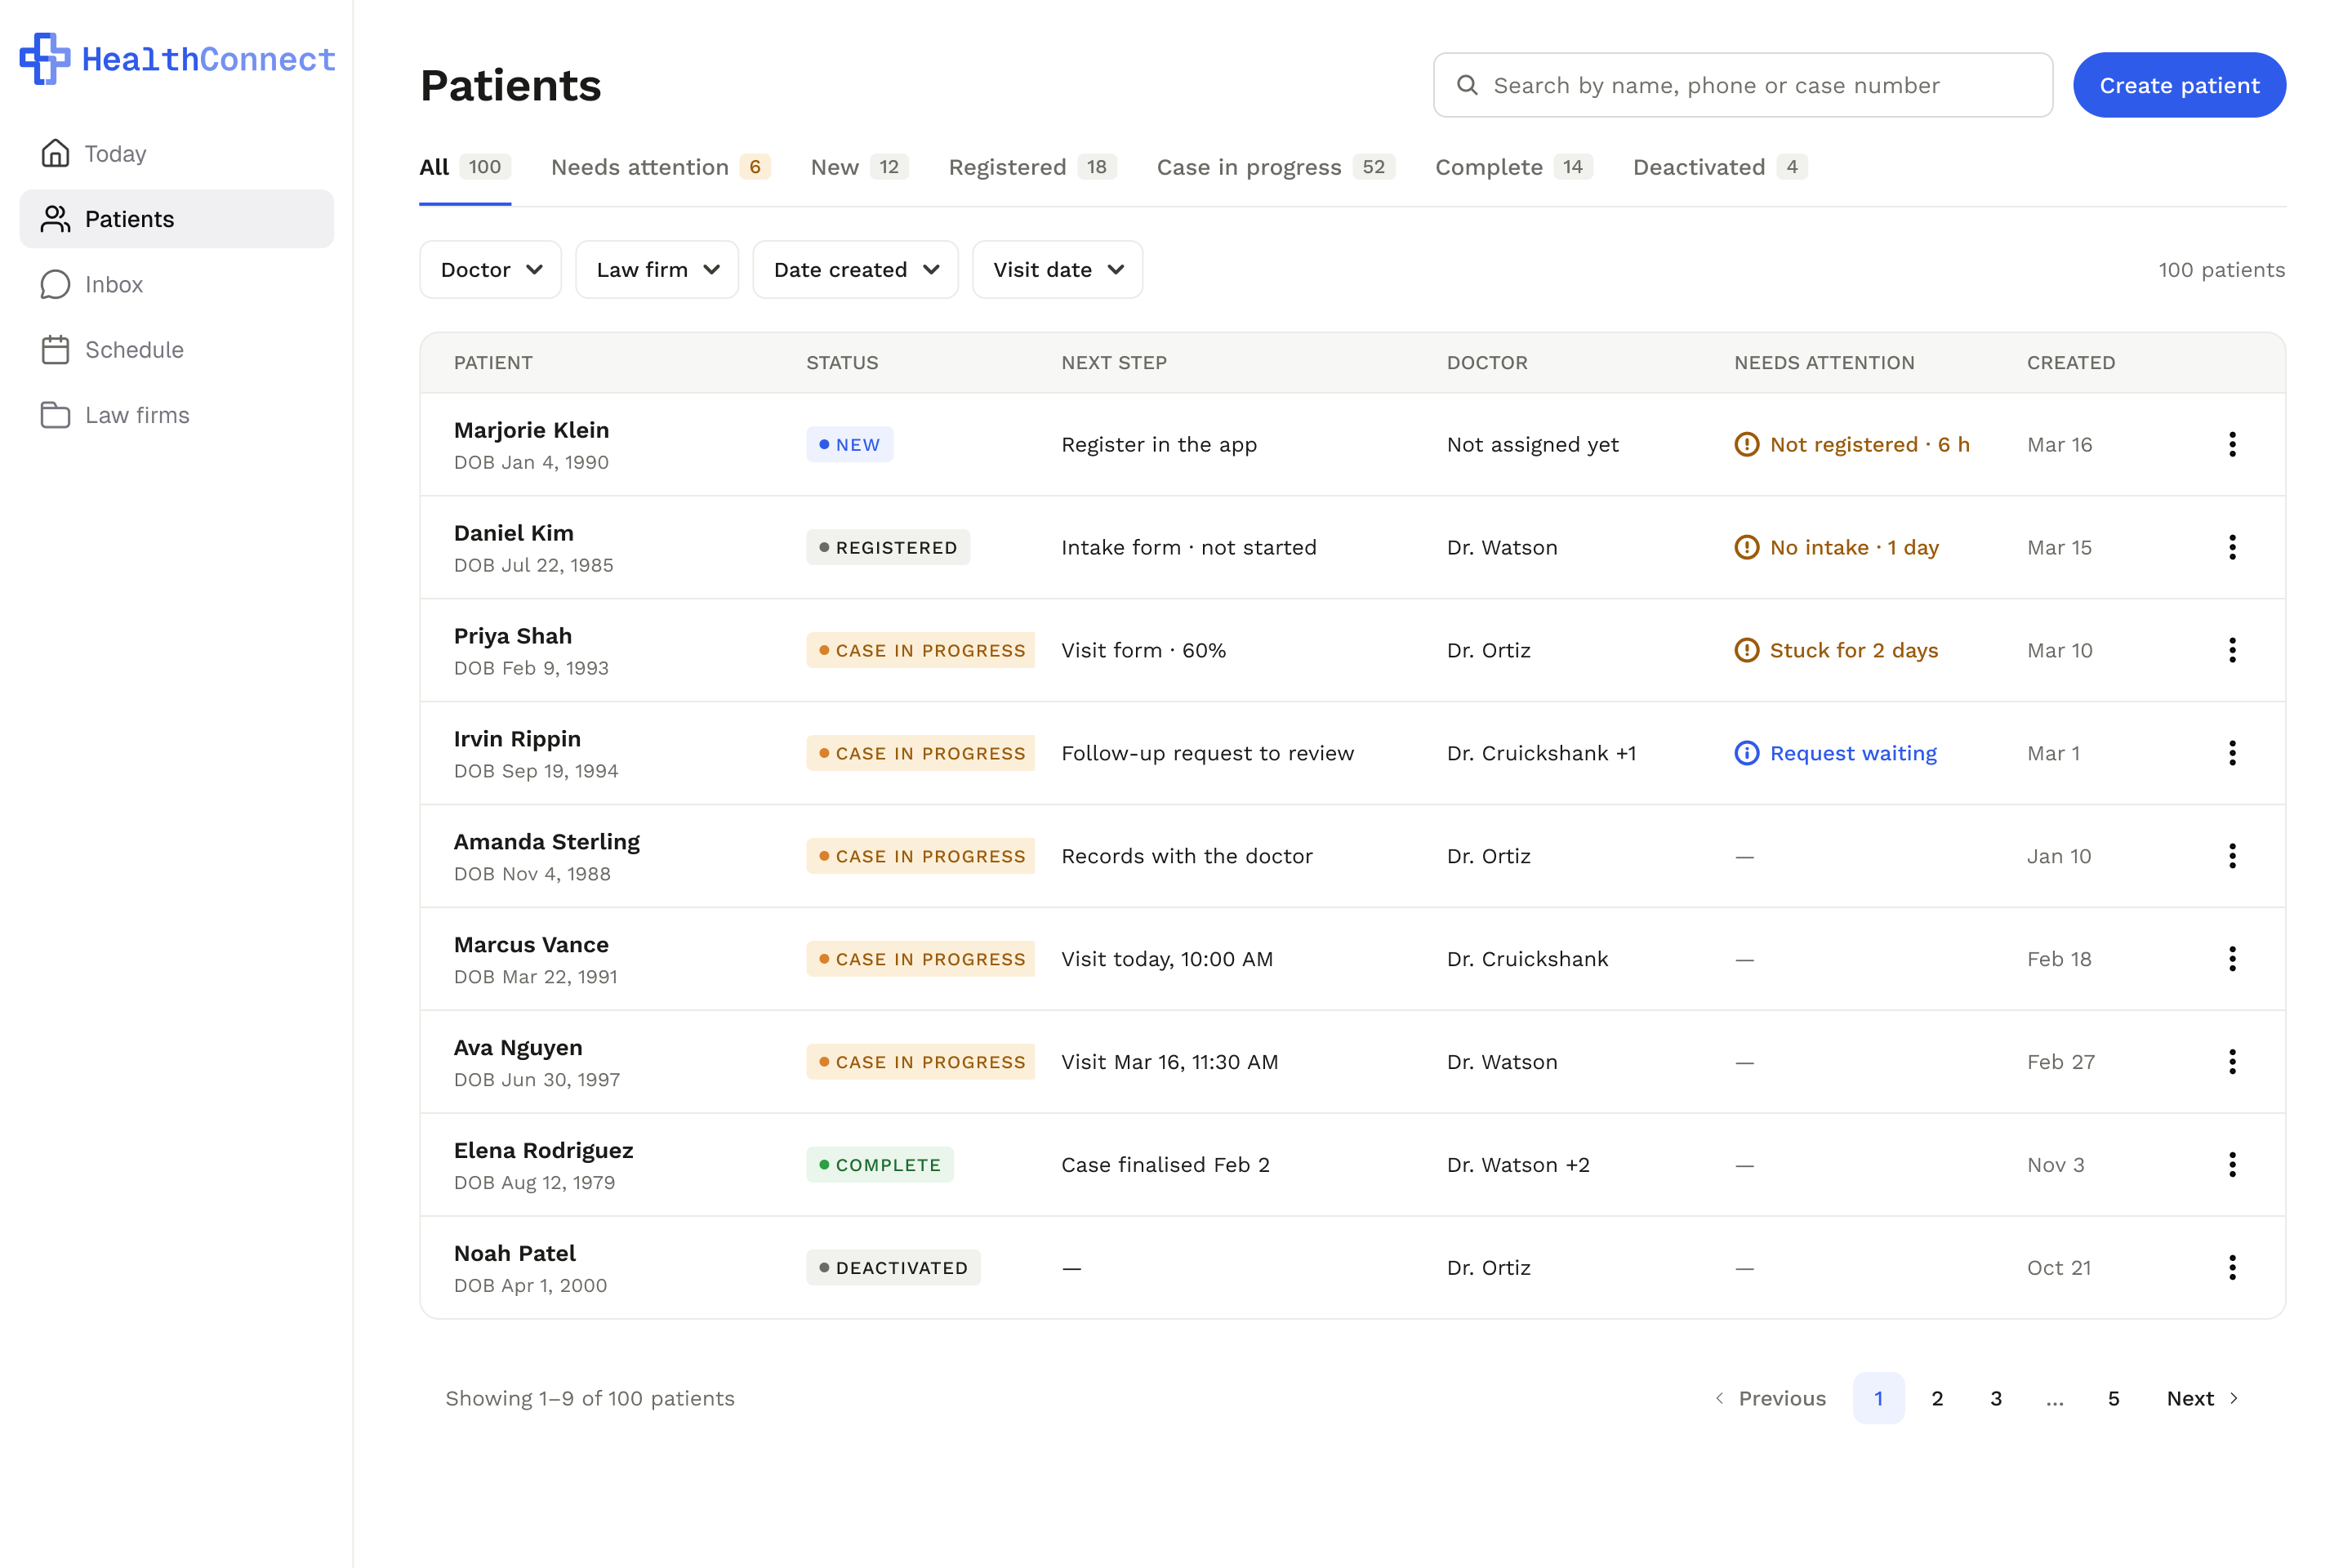 HealthConnect
Today
Patients
Inbox
Schedule
Law firms
Patients
Search by name, phone or case number
Create patient
All 100 Needs attention 6 New 12 Registered 18 Case in progress 52 Complete 14 Deactivated 4
Doctor Law firm Date created Visit date 100 patients
PATIENT STATUS NEXT STEP DOCTOR NEEDS ATTENTION CREATED
Marjorie Klein
DOB Jan 4, 1990
NEW Register in the app Not assigned yet Not registered · 6 h Mar 16
Daniel Kim
DOB Jul 22, 1985
REGISTERED Intake form · not started Dr. Watson No intake · 1 day Mar 15
Priya Shah
DOB Feb 9, 1993
CASE IN PROGRESS Visit form · 60% Dr. Ortiz Stuck for 2 days Mar 10
Irvin Rippin
DOB Sep 19, 1994
CASE IN PROGRESS Follow-up request to review Dr. Cruickshank +1 Request waiting Mar 1
Amanda Sterling
DOB Nov 4, 1988
CASE IN PROGRESS Records with the doctor Dr. Ortiz — Jan 10
Marcus Vance
DOB Mar 22, 1991
CASE IN PROGRESS Visit today, 10:00 AM Dr. Cruickshank — Feb 18
Ava Nguyen
DOB Jun 30, 1997
CASE IN PROGRESS Visit Mar 16, 11:30 AM Dr. Watson — Feb 27
Elena Rodriguez
DOB Aug 12, 1979
COMPLETE Case finalised Feb 2 Dr. Watson +2 — Nov 3
Noah Patel
DOB Apr 1, 2000
DEACTIVATED — Dr. Ortiz — Oct 21
Showing 1–9 of 100 patients
Previous 1 2 3 ... 5 Next